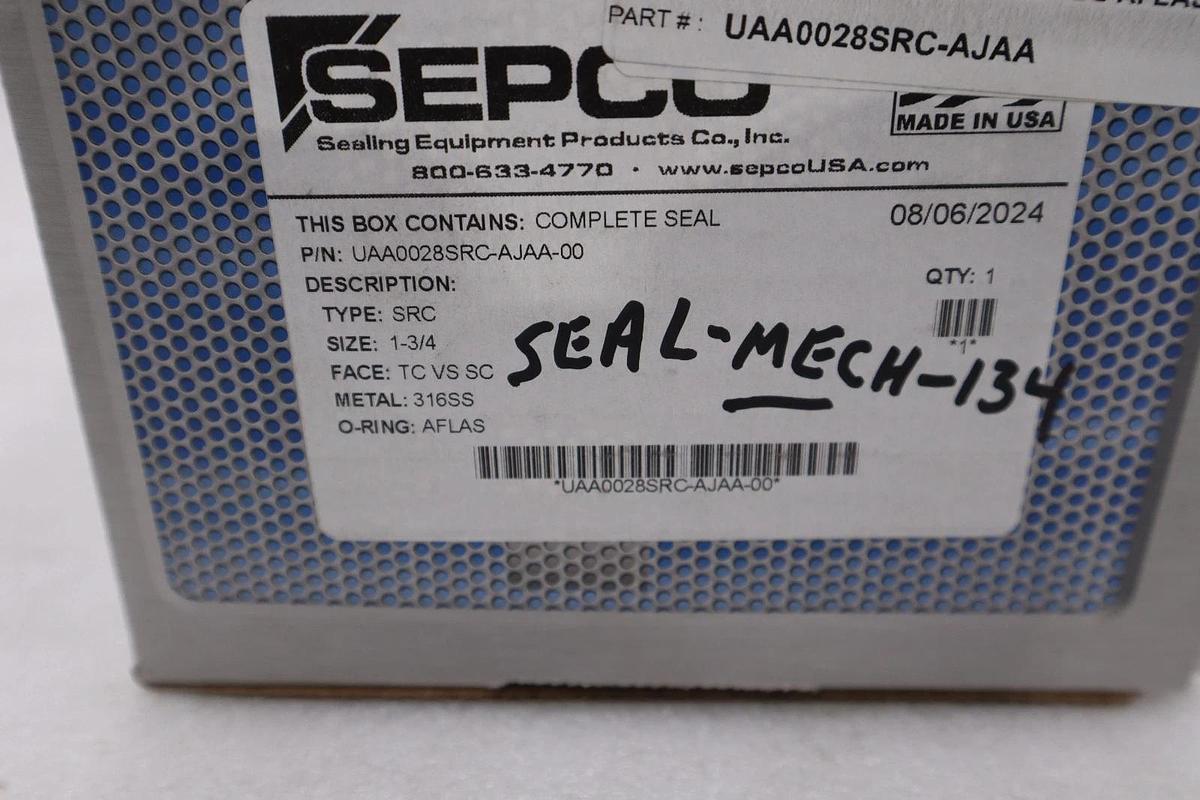 PART #: UAA0028SRC-AJAA
SEPCO
MADE IN USA
Sealing Equipment Products Co., Inc.
800-633-4770 • www.sepcoUSA.com
THIS BOX CONTAINS: COMPLETE SEAL 08/06/2024
P/N: UAA0028SRC-AJAA-00
DESCRIPTION: QTY: 1
TYPE: SRC
*1*
SIZE: 1-3/4
SEAL-MECH-134
FACE: TC VS SC
METAL: 316SS
O-RING: AFLAS
*UAA0028SRC-AJAA-00*